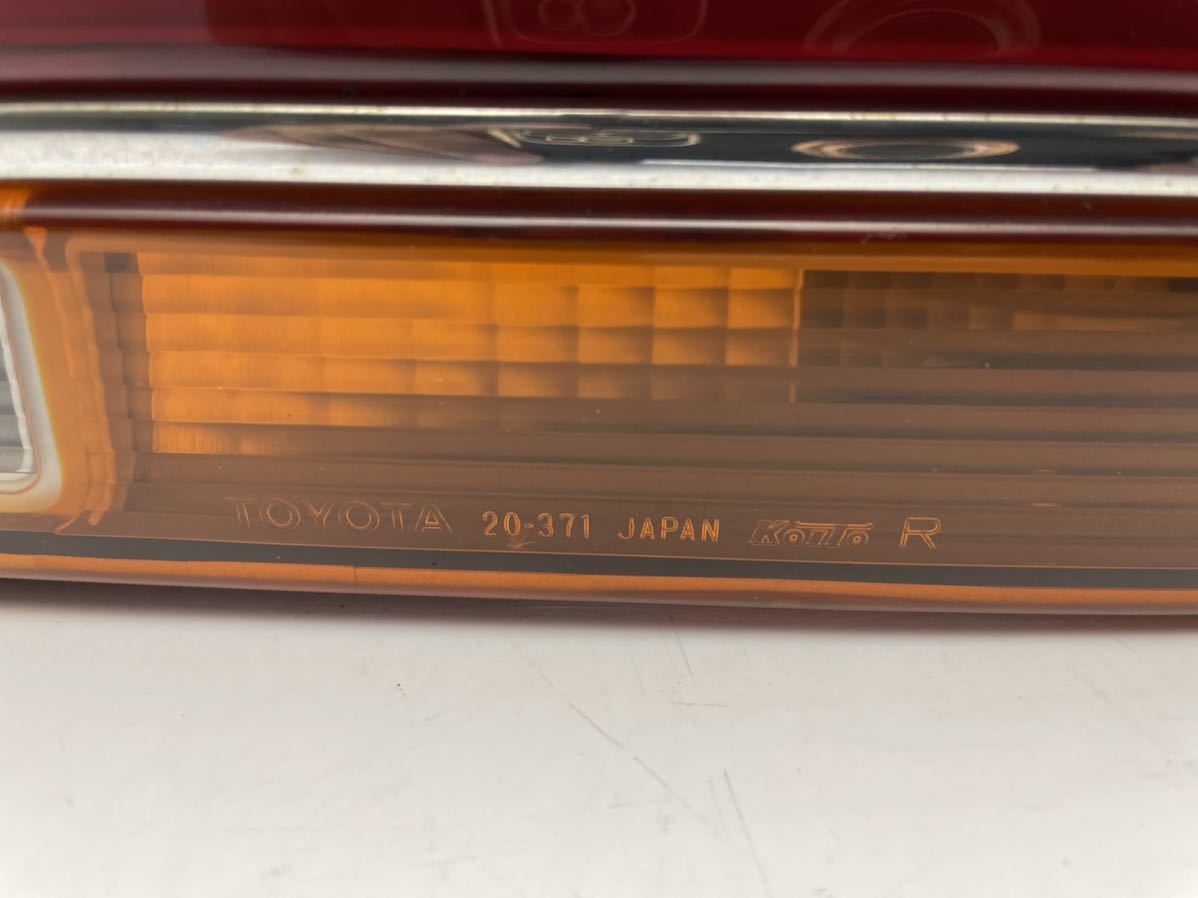 TOYOTA 20-371 JAPAN KOITO R